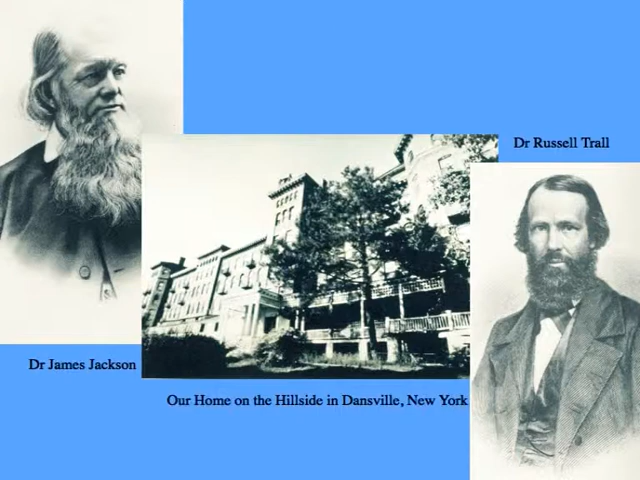 Dr Russell Trall
Dr James Jackson
Our Home on the Hillside in Dansville, New York